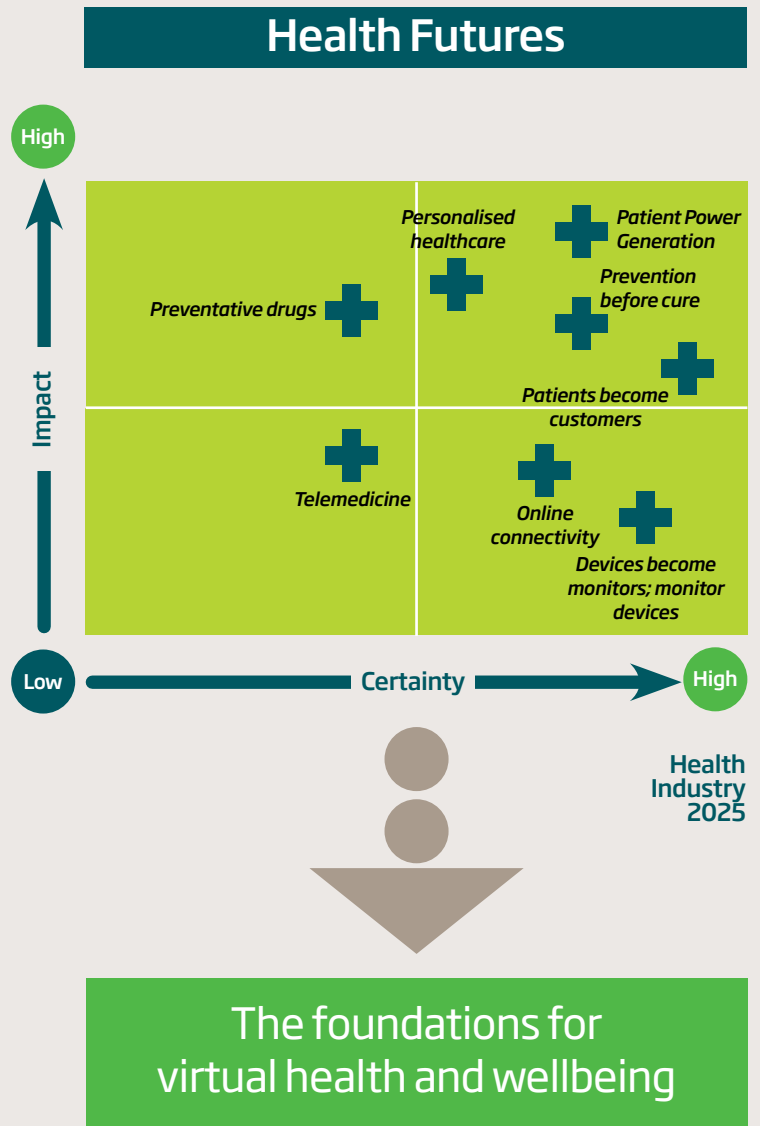 Health Futures
High
Personalised
healthcare
Patient Power
Generation
Prevention
before cure
Preventative drugs
Patients become
customers
Impact
Telemedicine
Online
connectivity
Devices become
monitors; monitor
devices
Low
Certainty
High
Health
Industry
2025
The foundations for
virtual health and wellbeing